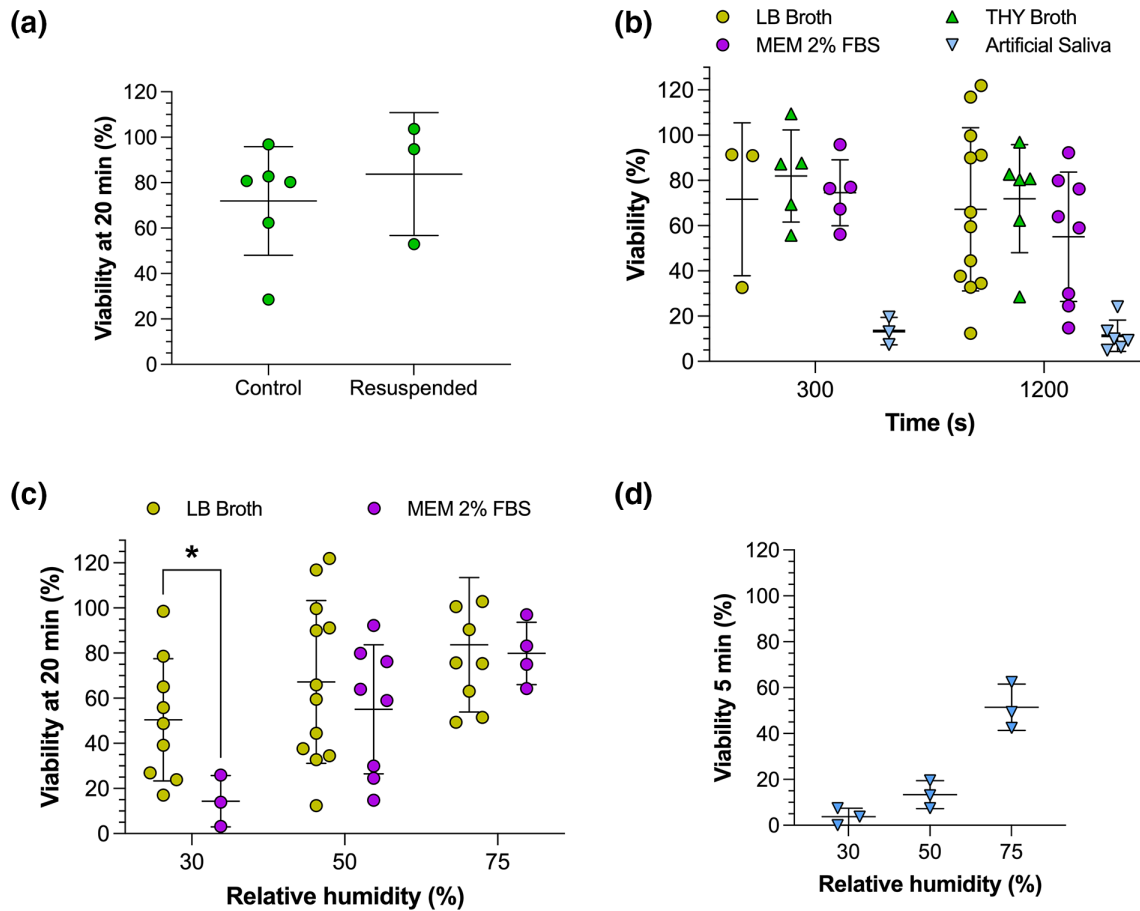 (a)
Viability at 20 min (%)
120
100
80
60
40
20
0
Control Resuspended
(b)
LB Broth THY Broth
MEM 2% FBS Artificial Saliva
Viability (%)
120
100
80
60
40
20
0
300 1200
Time (s)
(c)
LB Broth MEM 2% FBS
*
Viability at 20 min (%)
120
100
80
60
40
20
0
30 50 75
Relative humidity (%)
(d)
Viability 5 min (%)
120
100
80
60
40
20
0
30 50 75
Relative humidity (%)